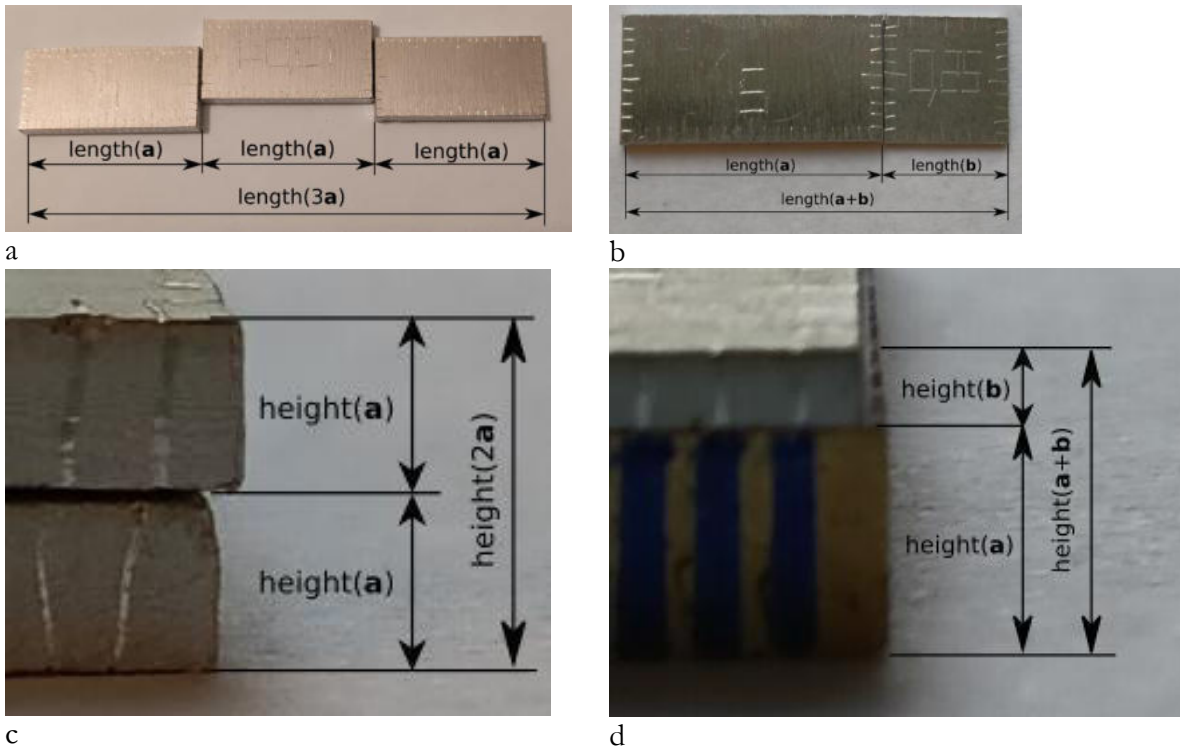 length(a)
length(a)
length(a)
length(3a)
a
length(a)
length(b)
length(a+b)
b
height(a)
height(a)
height(2a)
c
height(b)
height(a)
height(a+b)
d